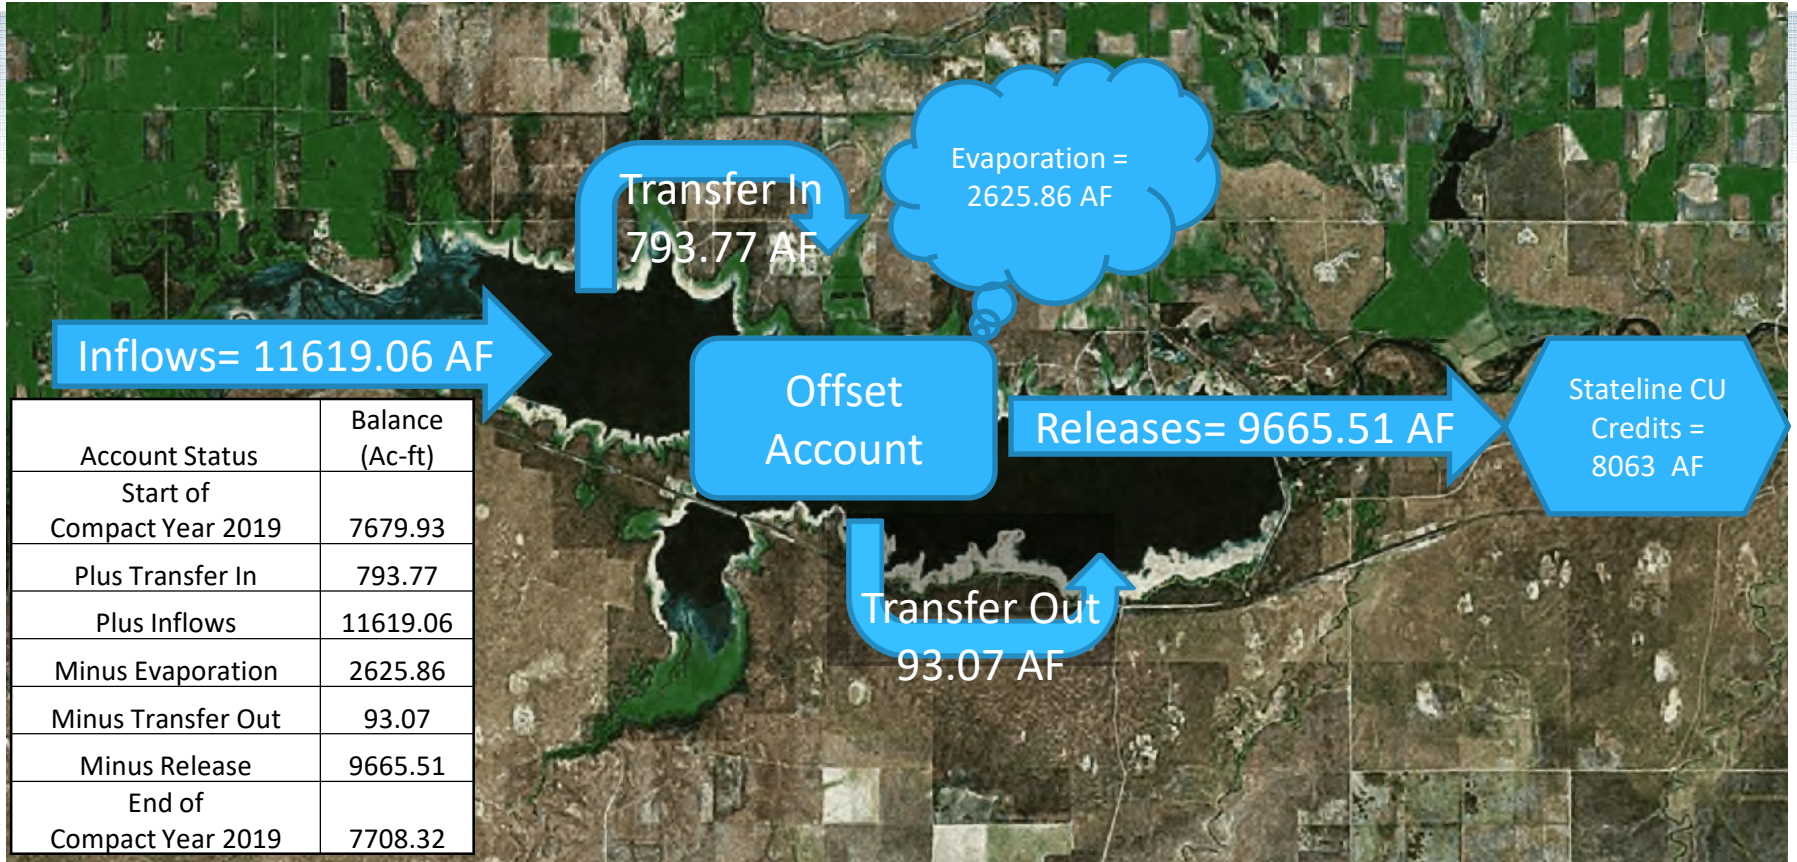 Evaporation =
2625.86 AF
Transfer In
793.77 AF
Inflows= 11619.06 AF
Offset
Account
Releases= 9665.51 AF
Stateline CU
Credits =
8063 AF
Transfer Out
93.07 AF
Account Status
Balance
(Ac-ft)
Start of
Compact Year 2019
7679.93
Plus Transfer In
793.77
Plus Inflows
11619.06
Minus Evaporation
2625.86
Minus Transfer Out
93.07
Minus Release
9665.51
End of
Compact Year 2019
7708.32